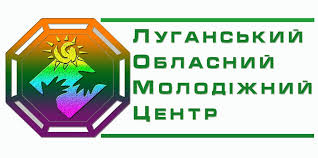 Луганський
Обласний
Молодіжний
Центр